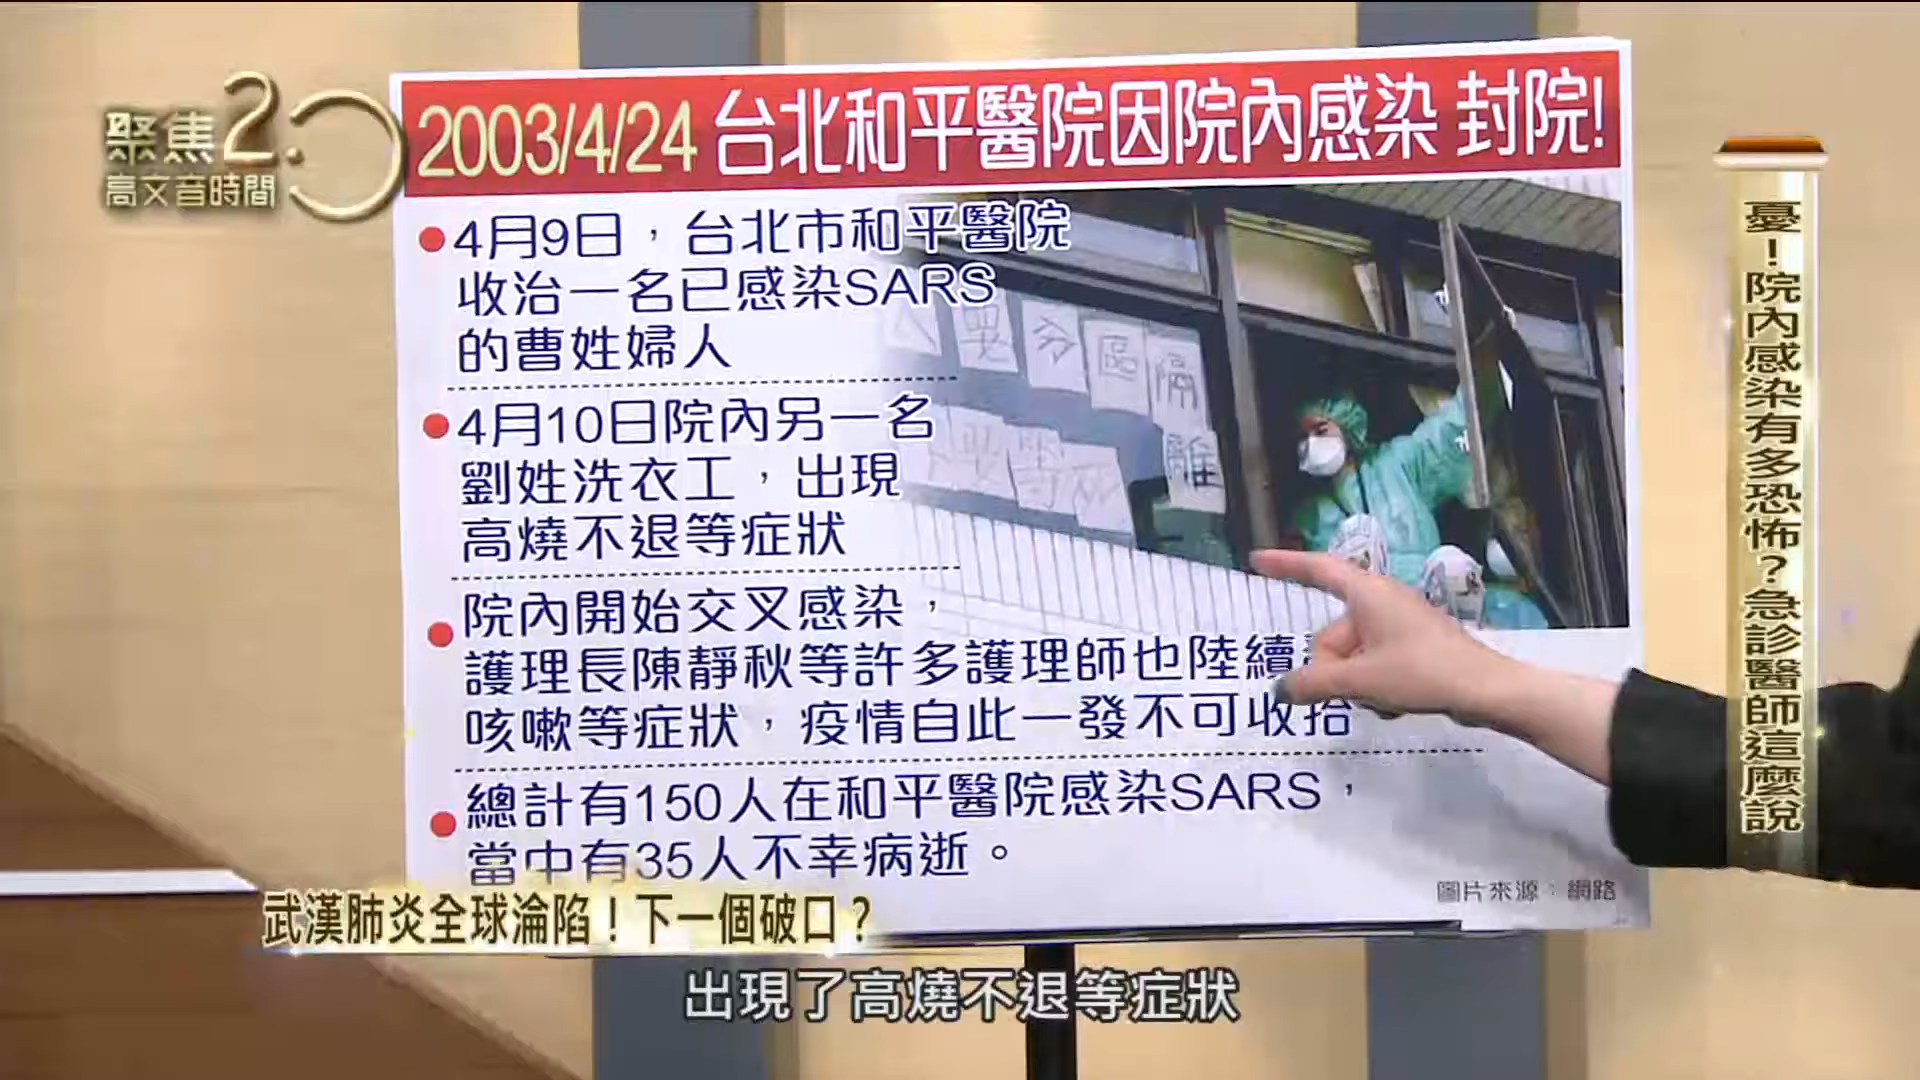 聚焦2.0
高文音時間
2003/4/24 台北和平醫院因院內感染 封院!
4月9日，台北市和平醫院
收治一名已感染SARS
的曹姓婦人
4月10日院內另一名
劉姓洗衣工，出現
高燒不退等症狀
院內開始交叉感染，
護理長陳靜秋等許多護理師也陸續
咳嗽等症狀，疫情自此一發不可收拾
總計有150人在和平醫院感染SARS，
當中有35人不幸病逝。
分區隔
離
圖片來源：網路
憂！院內感染有多恐怖？急診醫師這麼說
武漢肺炎全球淪陷！下一個破口？
出現了高燒不退等症狀